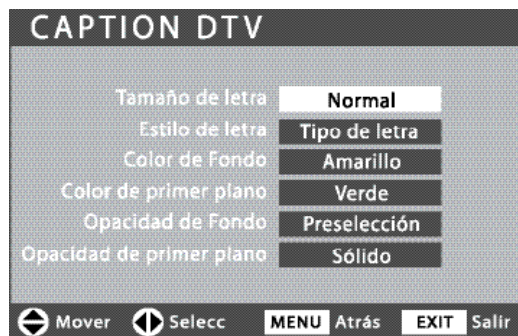 CAPTION DTV
Tamaño de letra Normal
Estilo de letra Tipo de letra
Color de Fondo Amarillo
Color de primer plano Verde
Opacidad de Fondo Preselección
Opacidad de primer plano Sólido
Mover Selecc MENU Atrás EXIT Salir